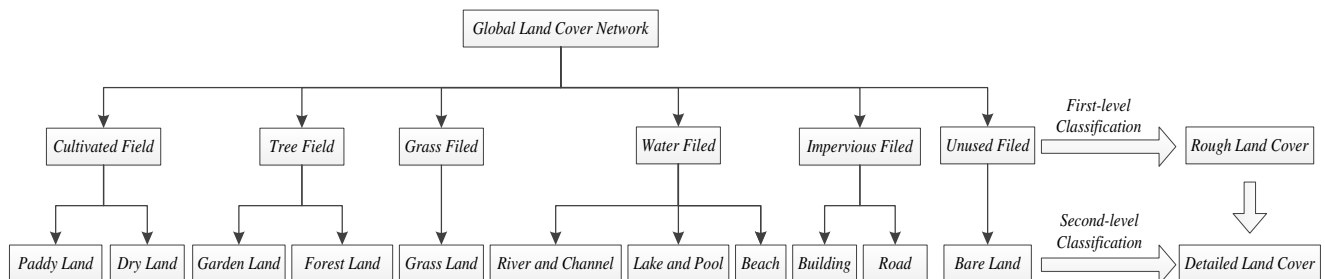 Global Land Cover Network
First-level
Classification
Cultivated Field
Tree Field
Grass Filed
Water Filed
Impervious Filed
Unused Filed
Rough Land Cover
Second-level
Classification
Paddy Land
Dry Land
Garden Land
Forest Land
Grass Land
River and Channel
Lake and Pool
Beach
Building
Road
Bare Land
Detailed Land Cover